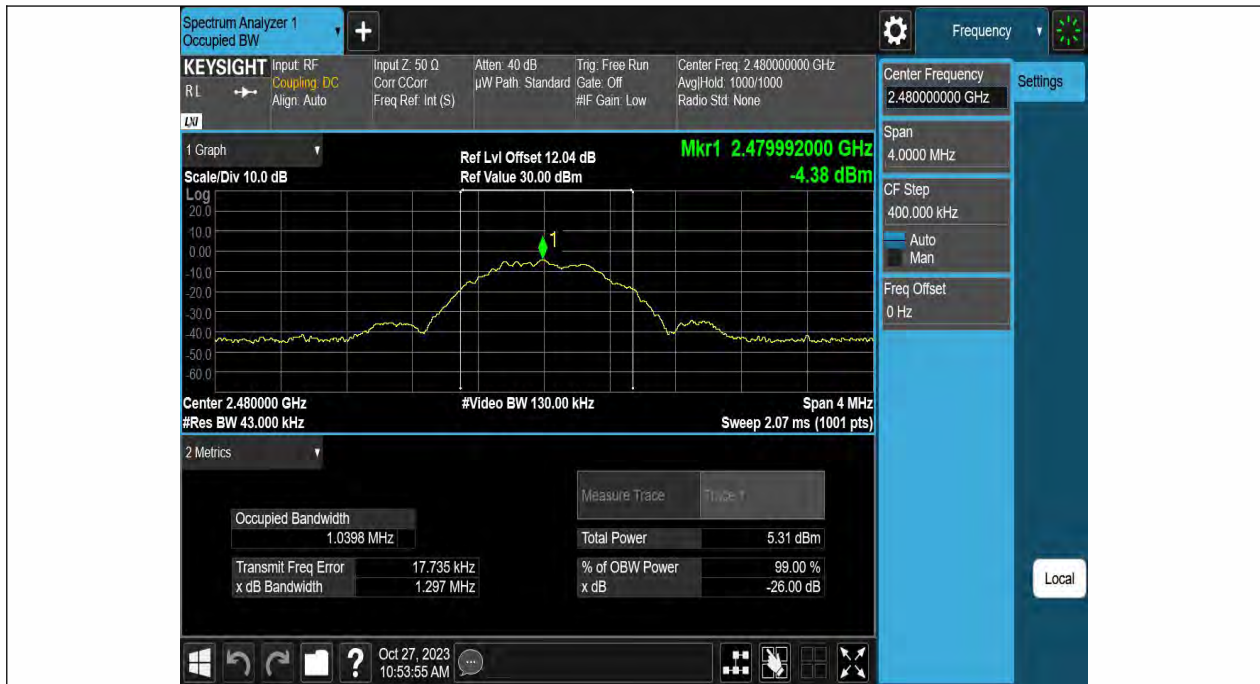 Spectrum Analyzer 1
Occupied BW
Frequency
KEYSIGHT
RL
LXI
Input: RF
Coupling: DC
Align: Auto
Input Z: 50 Ω
Corr CCorr
Freq Ref: Int (S)
Atten: 40 dB
µW Path: Standard
Trig: Free Run
Gate: Off
#IF Gain: Low
Center Freq: 2.480000000 GHz
Avg|Hold: 1000/1000
Radio Std: None
Center Frequency
2.480000000 GHz
Settings
Span
4.0000 MHz
CF Step
400.000 kHz
Auto
Man
Freq Offset
0 Hz
1 Graph
Scale/Div 10.0 dB
Ref Lvl Offset 12.04 dB
Ref Value 30.00 dBm
Mkr1 2.479992000 GHz
-4.38 dBm
Log
20.0
10.0
0.00
-10.0
-20.0
-30.0
-40.0
-50.0
-60.0
1
Center 2.480000 GHz
#Video BW 130.00 kHz
Span 4 MHz
#Res BW 43.000 kHz
Sweep 2.07 ms (1001 pts)
2 Metrics
Measure Trace
Trace 1
Occupied Bandwidth
1.0398 MHz
Total Power
5.31 dBm
Transmit Freq Error
17.735 kHz
% of OBW Power
99.00 %
x dB Bandwidth
1.297 MHz
x dB
-26.00 dB
Local
Oct 27, 2023
10:53:55 AM